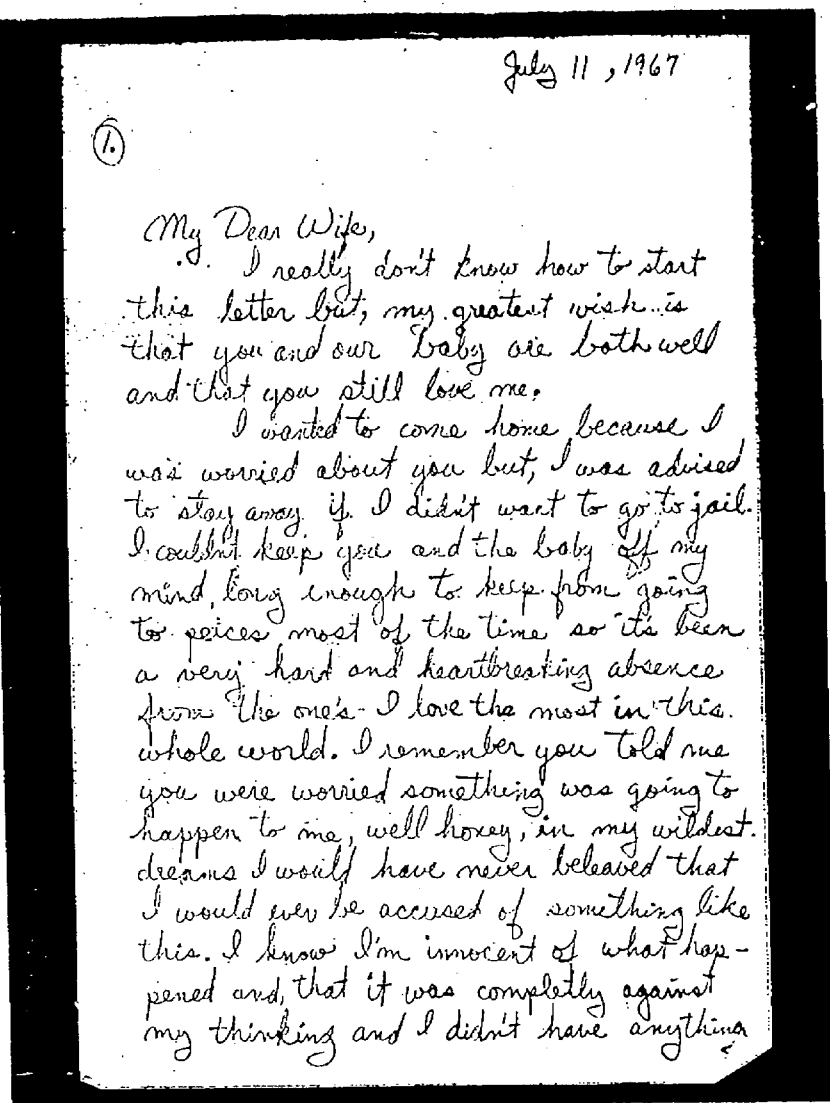 July 11, 1967
1.
My Dear Wife,
I really don't know how to start
this letter but, my greatest wish is
that you and our baby are both well
and that you still love me.
I wanted to come home because I
was worried about you but, I was advised
to stay away if I didn't want to go to jail.
I couldn't keep you and the baby off my
mind, long enough to keep from going
to peices most of the time so it's been
a very hard and heartbreaking absence
from the one's I love the most in this
whole world. I remember you told me
you were worried something was going to
happen to me, well honey, in my wildest
dreams I would have never beleaved that
I would ever be accused of something like
this. I know I'm innocent of what hap-
pened and, that it was completly against
my thinking and I didn't have anything